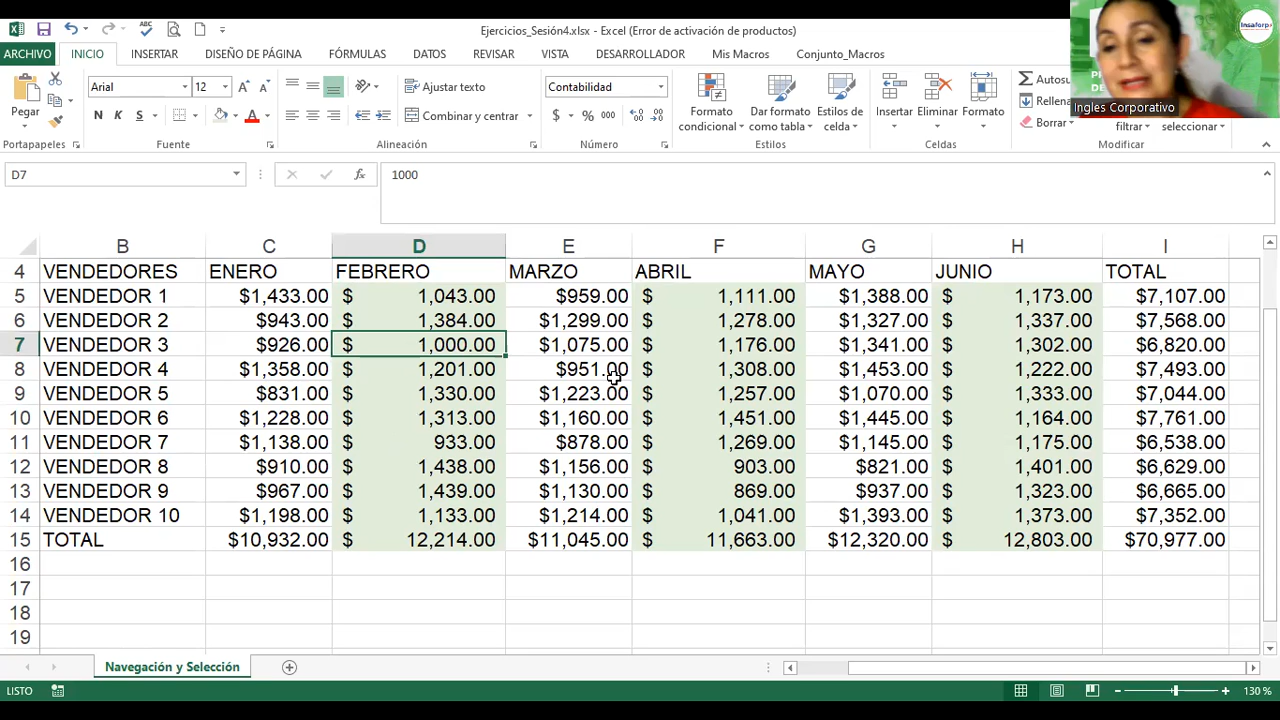 Ejercicios_Sesión4.xlsx - Excel (Error de activación de productos)
ARCHIVO INICIO INSERTAR DISEÑO DE PÁGINA FÓRMULAS DATOS REVISAR VISTA DESARROLLADOR Mis Macros Conjunto_Macros
Insaforp
Ingles Corporativo
Pegar
Arial 12
N K S
Ajustar texto
Combinar y centrar
Contabilidad
$ % 000
Formato condicional
Dar formato como tabla
Estilos de celda
Insertar Eliminar Formato
Autosu
Rellena
Borrar
filtrar
seleccionar
Portapapeles Fuente Alineación Número Estilos Celdas Modificar
D7 fx 1000
B C D E F G H I
4 VENDEDORES ENERO FEBRERO MARZO ABRIL MAYO JUNIO TOTAL
5 VENDEDOR 1 $1,433.00 $ 1,043.00 $959.00 $ 1,111.00 $1,388.00 $ 1,173.00 $7,107.00
6 VENDEDOR 2 $943.00 $ 1,384.00 $1,299.00 $ 1,278.00 $1,327.00 $ 1,337.00 $7,568.00
7 VENDEDOR 3 $926.00 $ 1,000.00 $1,075.00 $ 1,176.00 $1,341.00 $ 1,302.00 $6,820.00
8 VENDEDOR 4 $1,358.00 $ 1,201.00 $951.00 $ 1,308.00 $1,453.00 $ 1,222.00 $7,493.00
9 VENDEDOR 5 $831.00 $ 1,330.00 $1,223.00 $ 1,257.00 $1,070.00 $ 1,333.00 $7,044.00
10 VENDEDOR 6 $1,228.00 $ 1,313.00 $1,160.00 $ 1,451.00 $1,445.00 $ 1,164.00 $7,761.00
11 VENDEDOR 7 $1,138.00 $ 933.00 $878.00 $ 1,269.00 $1,145.00 $ 1,175.00 $6,538.00
12 VENDEDOR 8 $910.00 $ 1,438.00 $1,156.00 $ 903.00 $821.00 $ 1,401.00 $6,629.00
13 VENDEDOR 9 $967.00 $ 1,439.00 $1,130.00 $ 869.00 $937.00 $ 1,323.00 $6,665.00
14 VENDEDOR 10 $1,198.00 $ 1,133.00 $1,214.00 $ 1,041.00 $1,393.00 $ 1,373.00 $7,352.00
15 TOTAL $10,932.00 $ 12,214.00 $11,045.00 $ 11,663.00 $12,320.00 $ 12,803.00 $70,977.00
16
17
18
19
Navegación y Selección
LISTO 130 %